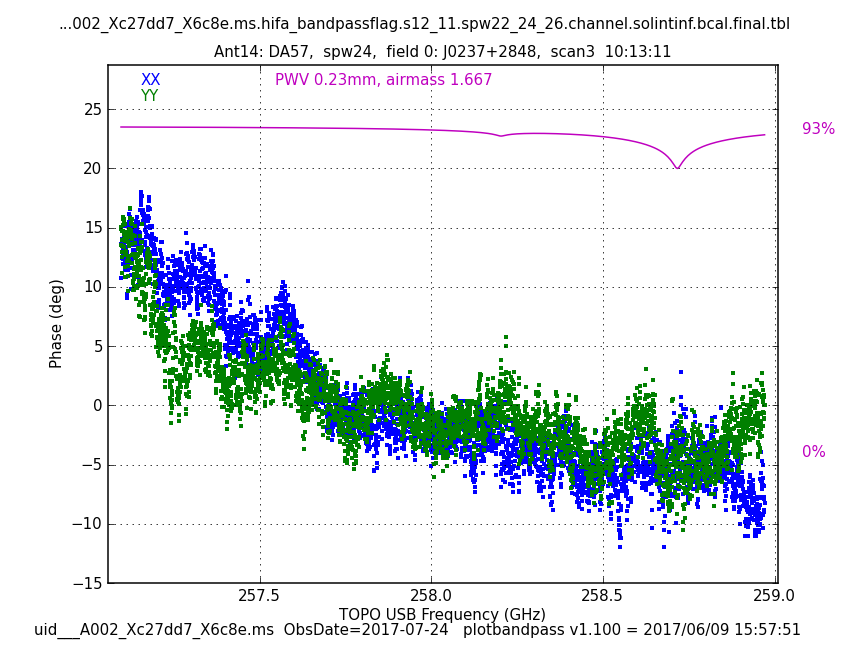 ...002_Xc27dd7_X6c8e.ms.hifa_bandpassflag.s12_11.spw22_24_26.channel.solintinf.bcal.final.tbl
Ant14: DA57, spw24, field 0: J0237+2848, scan3 10:13:11
XX
PWV 0.23mm, airmass 1.667
YY
25
93%
20
15
10
5
0
0%
−5
−10
−15
Phase (deg)
257.5 258.0 258.5 259.0
TOPO USB Frequency (GHz)
uid___A002_Xc27dd7_X6c8e.ms ObsDate=2017-07-24 plotbandpass v1.100 = 2017/06/09 15:57:51